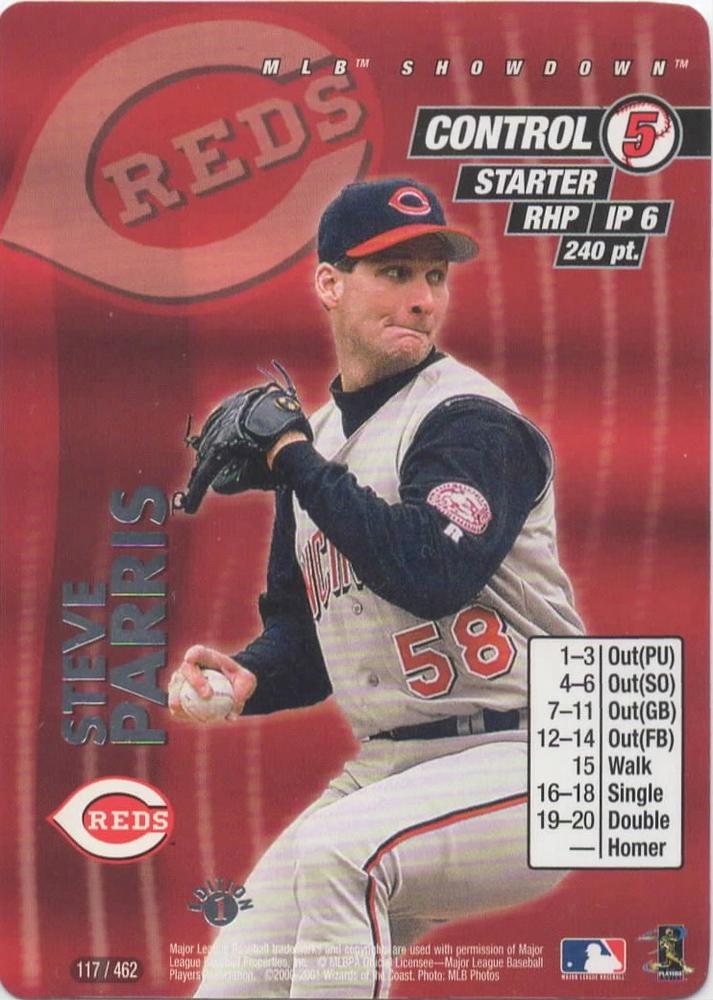 MLB™ SHOWDOWN™
REDS
CONTROL 5
STARTER
RHP IP 6
240 pt.
STEVE
PARRIS
R
58
1–3 Out(PU)
4–6 Out(SO)
7–11 Out(GB)
12–14 Out(FB)
15 Walk
16–18 Single
19–20 Double
— Homer
REDS
EDITION
1
117 / 462
Major League Baseball trademarks and copyrights are used with permission of Major
League Baseball Properties, Inc. © MLBPA Official Licensee—Major League Baseball
Players Association. ©2000-2001 Wizards of the Coast. Photo: MLB Photos
MAJOR LEAGUE BASEBALL
PLAYERS